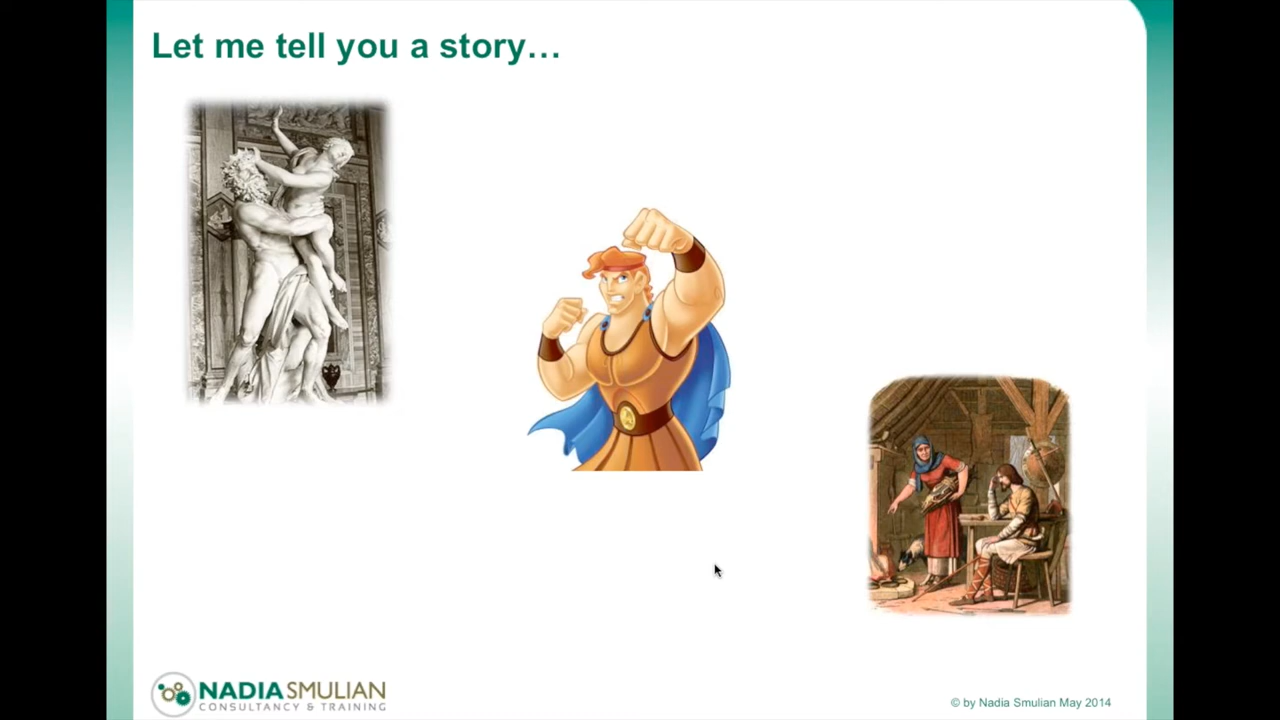 Let me tell you a story…
NADIA SMULIAN
CONSULTANCY & TRAINING
© by Nadia Smulian May 2014